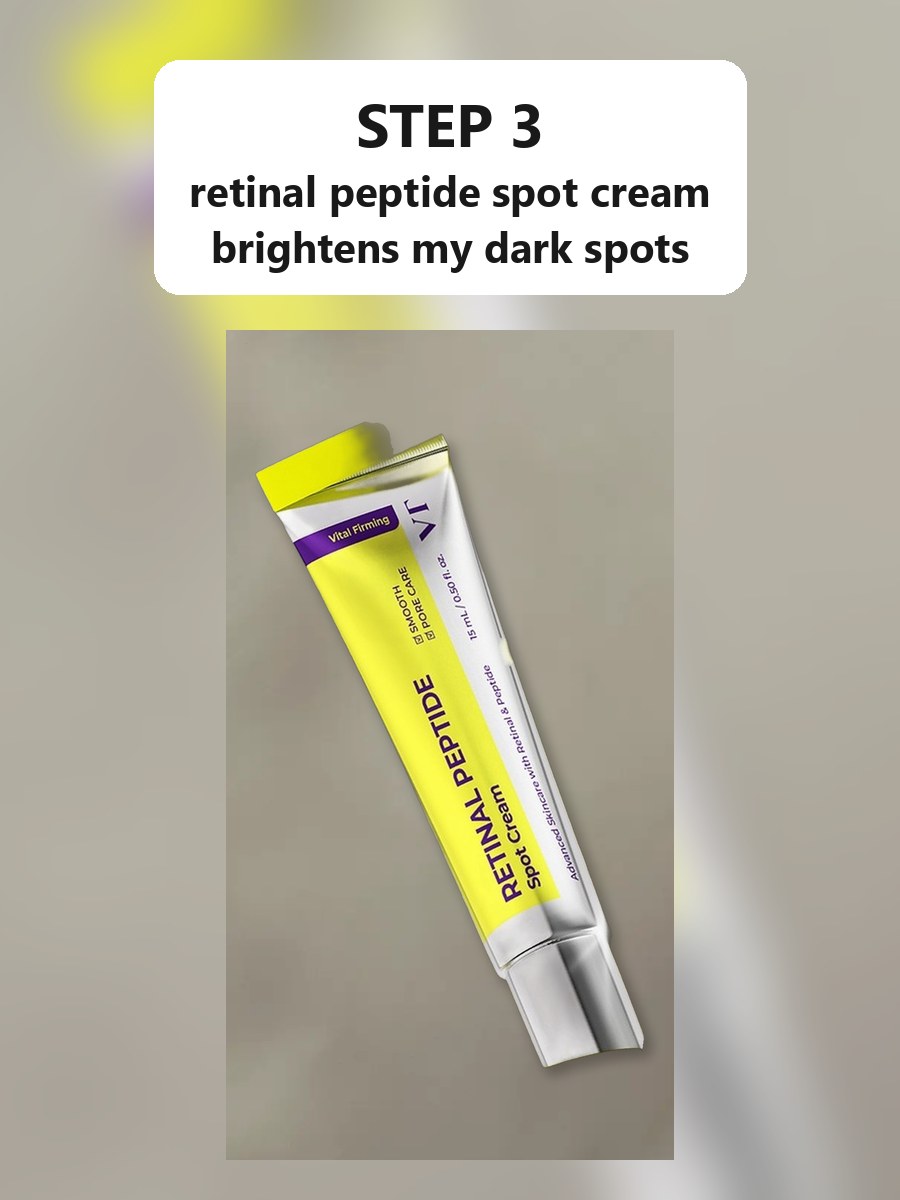 STEP 3
retinal peptide spot cream
brightens my dark spots
Vital Firming
VT
SMOOTH
PORE CARE
15 mL / 0.50 fl. oz.
RETINAL PEPTIDE
Spot Cream
Advanced Skincare with Retinal & Peptide